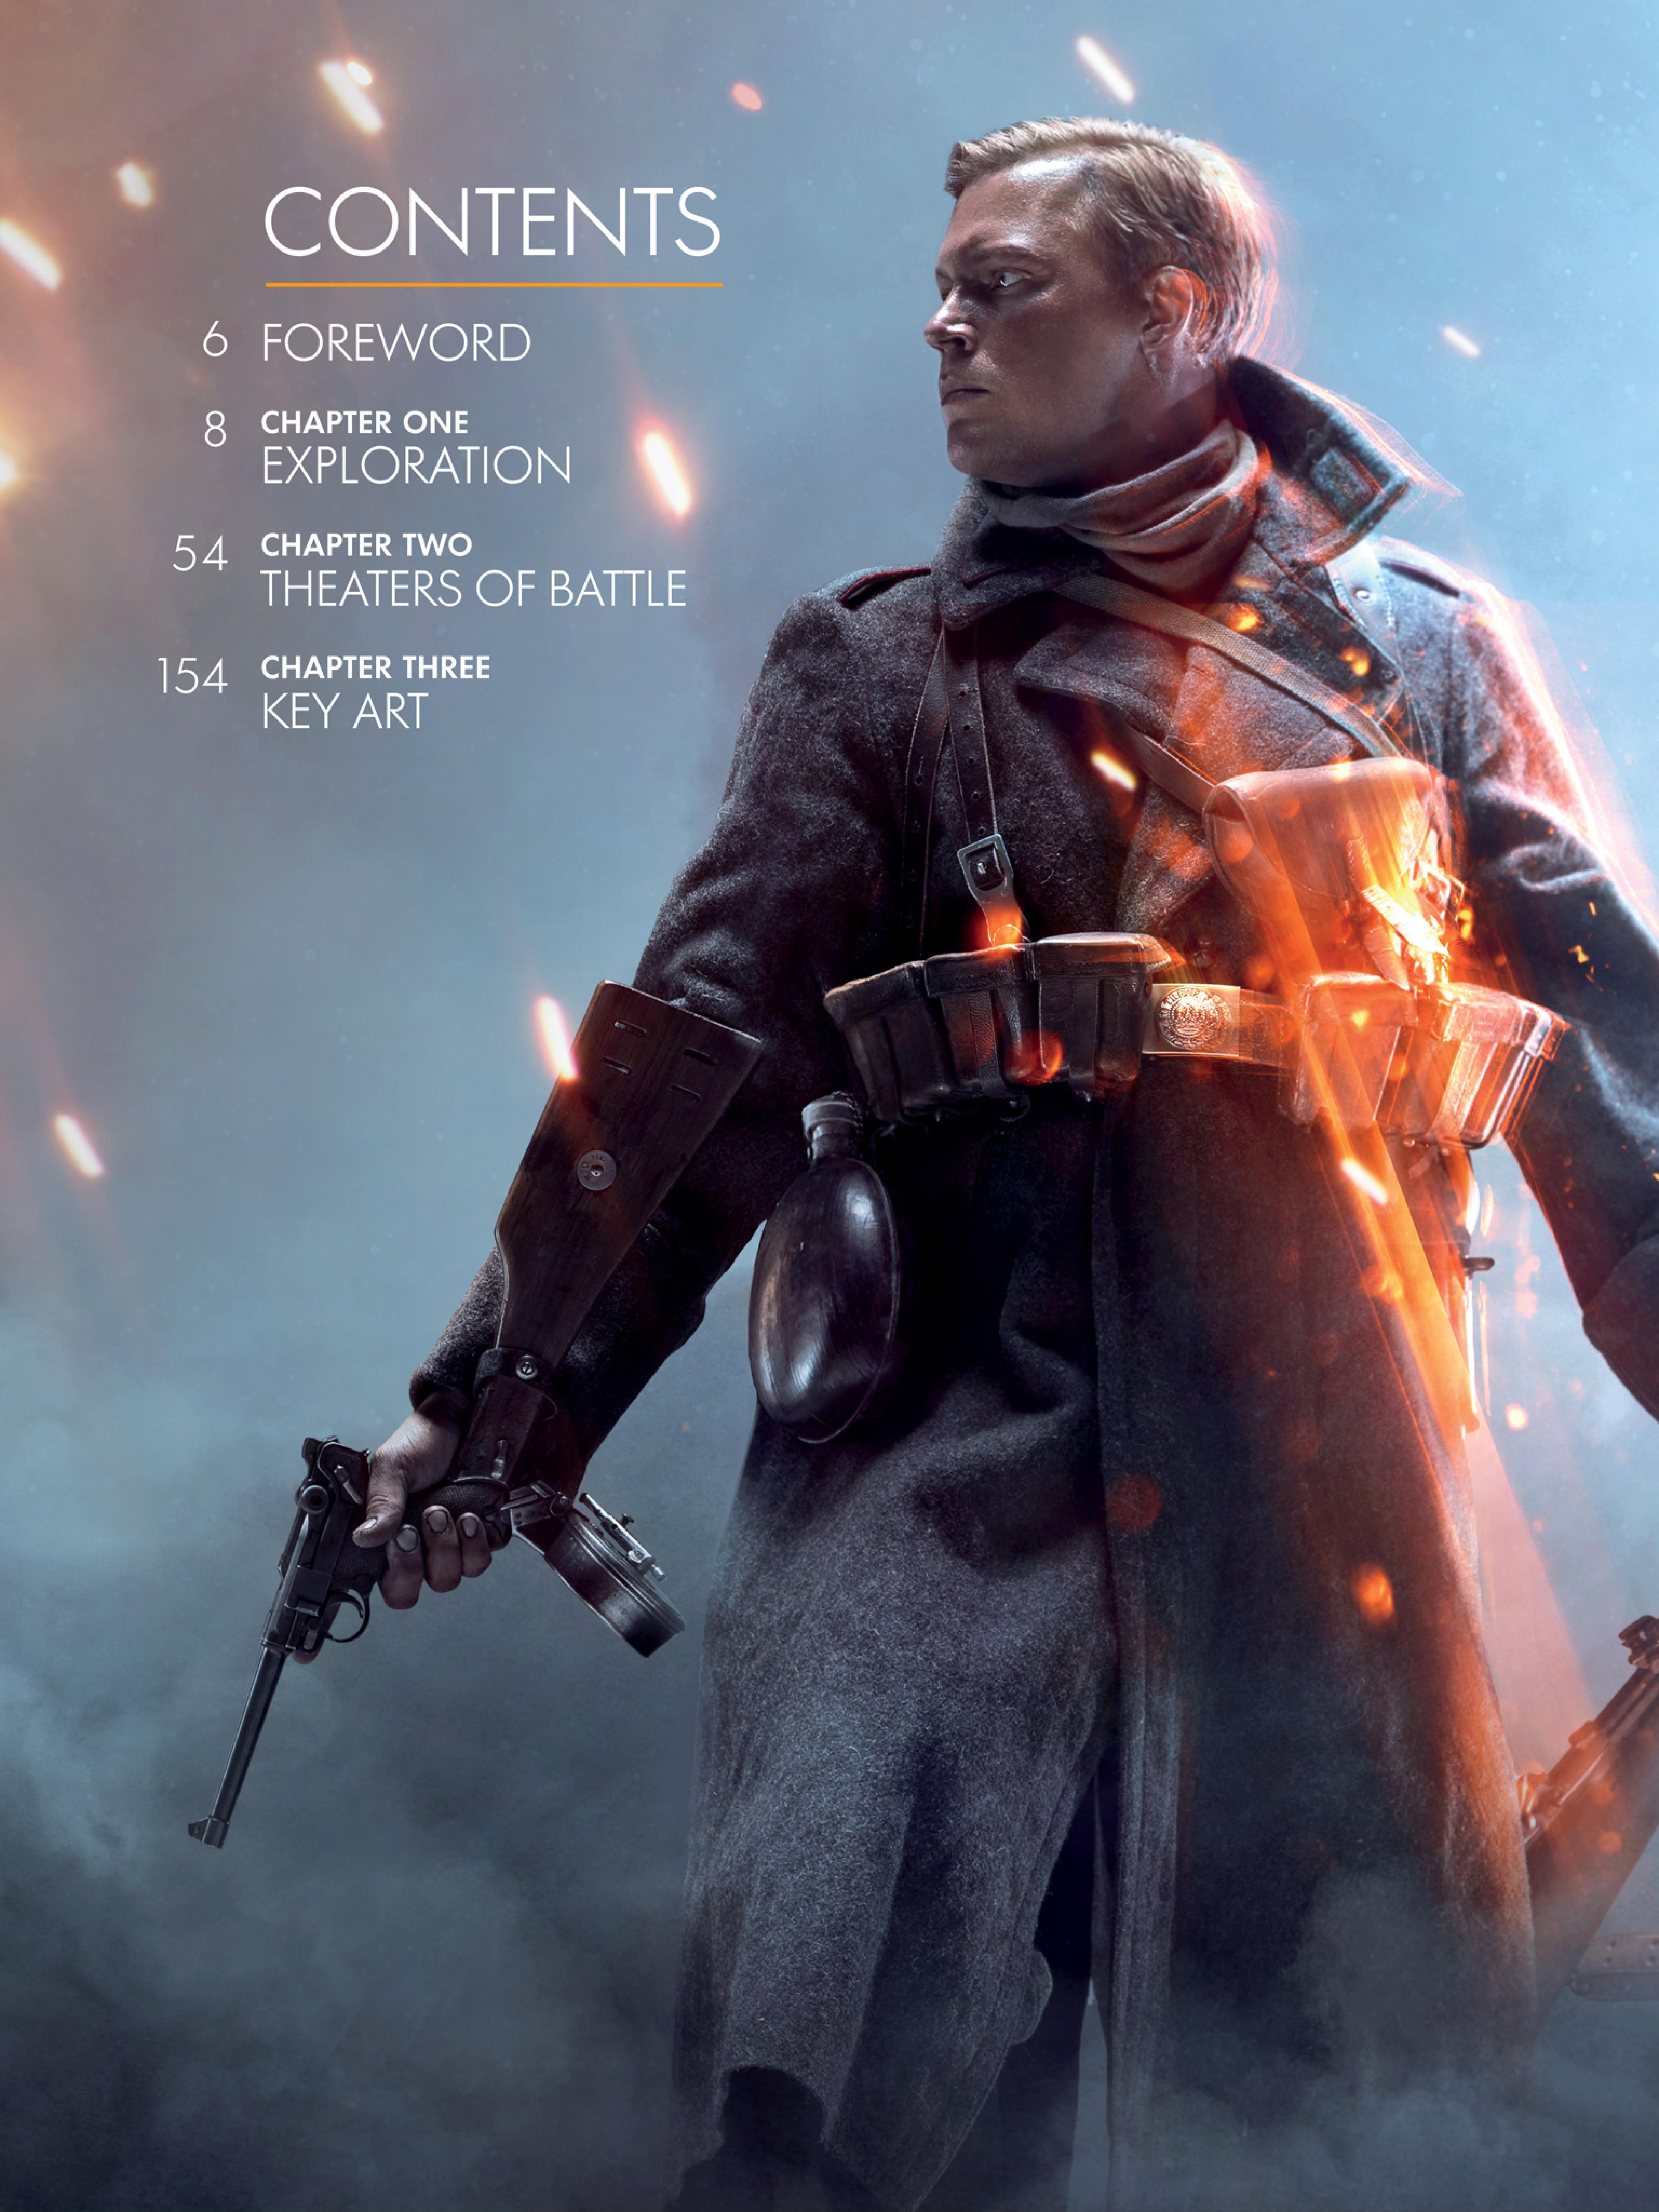 CONTENTS
6 FOREWORD
8 CHAPTER ONE
EXPLORATION
54 CHAPTER TWO
THEATERS OF BATTLE
154 CHAPTER THREE
KEY ART